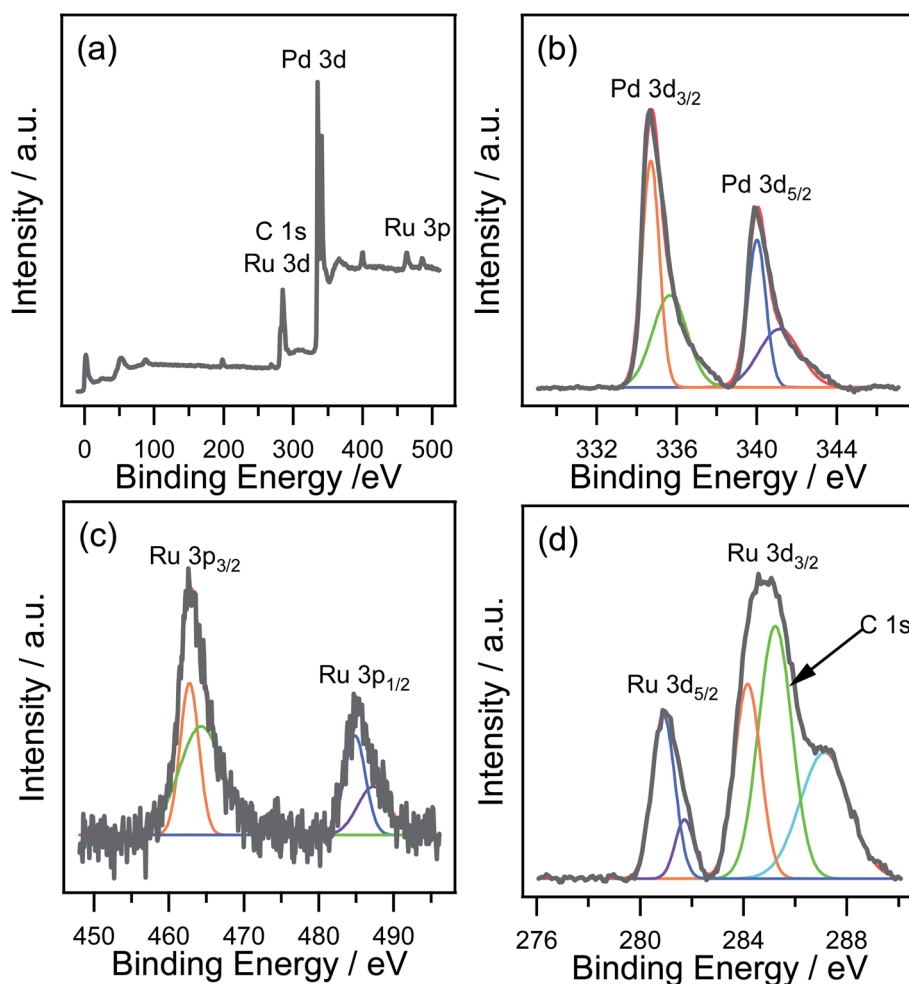 (a)
Pd 3d
C 1s
Ru 3d
Ru 3p
Intensity / a.u.
0 100 200 300 400 500
Binding Energy /eV
(b)
Pd 3d3/2
Pd 3d5/2
Intensity / a.u.
332 336 340 344
Binding Energy / eV
(c)
Ru 3p3/2
Ru 3p1/2
Intensity / a.u.
450 460 470 480 490
Binding Energy / eV
(d)
Ru 3d3/2
C 1s
Ru 3d5/2
Intensity / a.u.
276 280 284 288
Binding Energy / eV